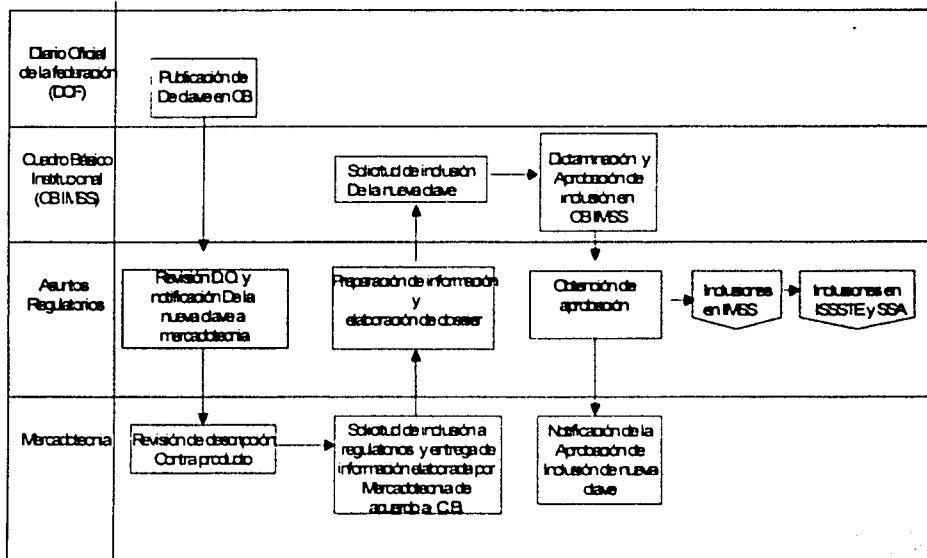 Diario Oficial
de la federación
(DOF)
Publicación de
De clave en CB
Cuadro Básico
Institucional
(CB IMSS)
Solicitud de inclusión
De la nueva clave
Dictaminación y
Aprobación de
inclusión en
CB IMSS
Asuntos
Regulatorios
Revisión D.O. y
notificación De la
nueva clave a
mercadotecnia
Preparación de información
y
elaboración de dossier
Obtención de
aprobación
Inclusiones
en IMSS
Inclusiones en
ISSSTE y SSA
Mercadotecnia
Revisión de descripción
Contra producto
Solicitud de inclusión a
regulatorios y entrega de
información elaborada por
Mercadotecnia de
acuerdo a C.B.
Notificación de la
Aprobación de
Inclusión de nueva
clave